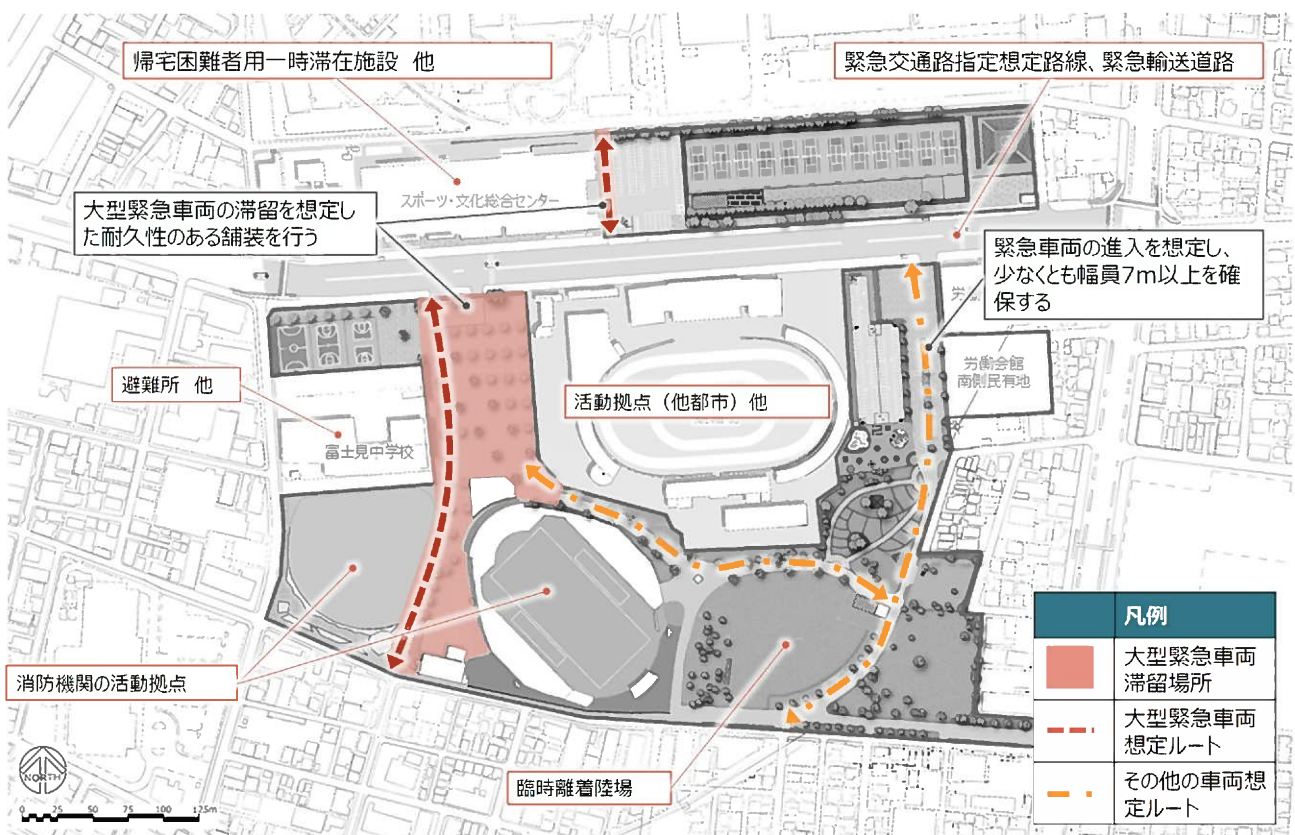 帰宅困難者用一時滞在施設 他
緊急交通路指定想定路線、緊急輸送道路
スポーツ・文化総合センター
大型緊急車両の滞留を想定し
た耐久性のある舗装を行う
緊急車両の進入を想定し、
少なくとも幅員7m以上を確
保する
労
労働会館
南側民有地
避難所 他
活動拠点（他都市）他
富士見中学校
消防機関の活動拠点
臨時離着陸場
凡例
大型緊急車両
滞留場所
大型緊急車両
想定ルート
その他の車両想
定ルート
NORTH
0 25 50 75 100 125m